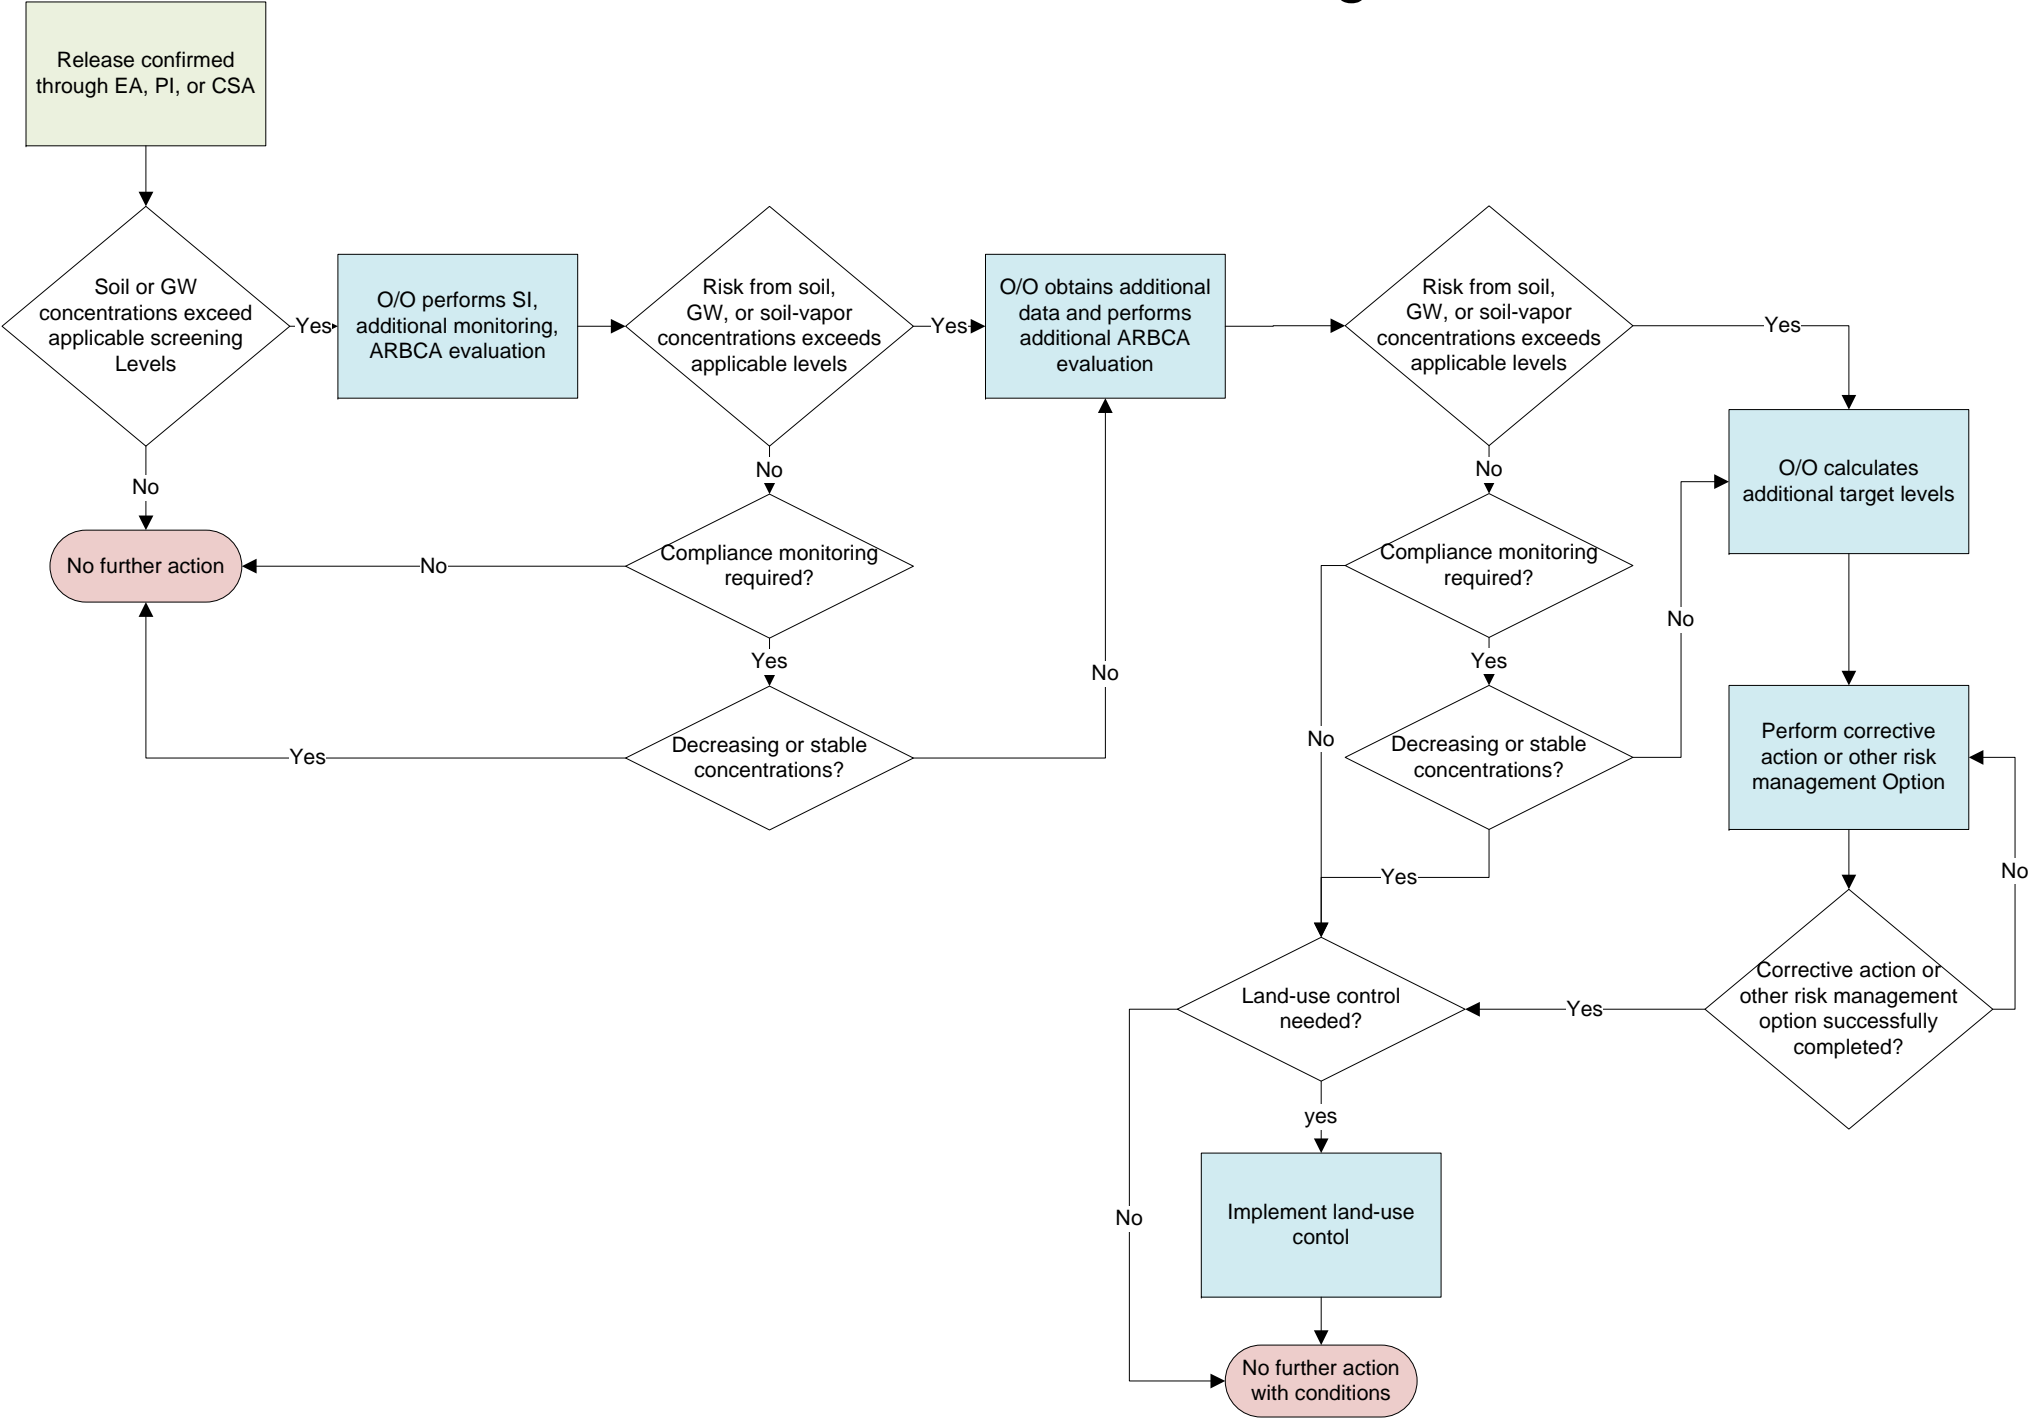 Release confirmed
through EA, PI, or CSA
Soil or GW
concentrations exceed
applicable screening
Levels
Yes
O/O performs SI,
additional monitoring,
ARBCA evaluation
Risk from soil,
GW, or soil-vapor
concentrations exceeds
applicable levels
Yes
O/O obtains additional
data and performs
additional ARBCA
evaluation
Risk from soil,
GW, or soil-vapor
concentrations exceeds
applicable levels
Yes
No
No further action
No
Compliance monitoring
required?
No
Yes
Decreasing or stable
concentrations?
Yes
No
No
Compliance monitoring
required?
No
Yes
Decreasing or stable
concentrations?
No
Yes
O/O calculates
additional target levels
Perform corrective
action or other risk
management Option
No
Corrective action or
other risk management
option successfully
completed?
Yes
Land-use control
needed?
yes
No
Implement land-use
contol
No further action
with conditions